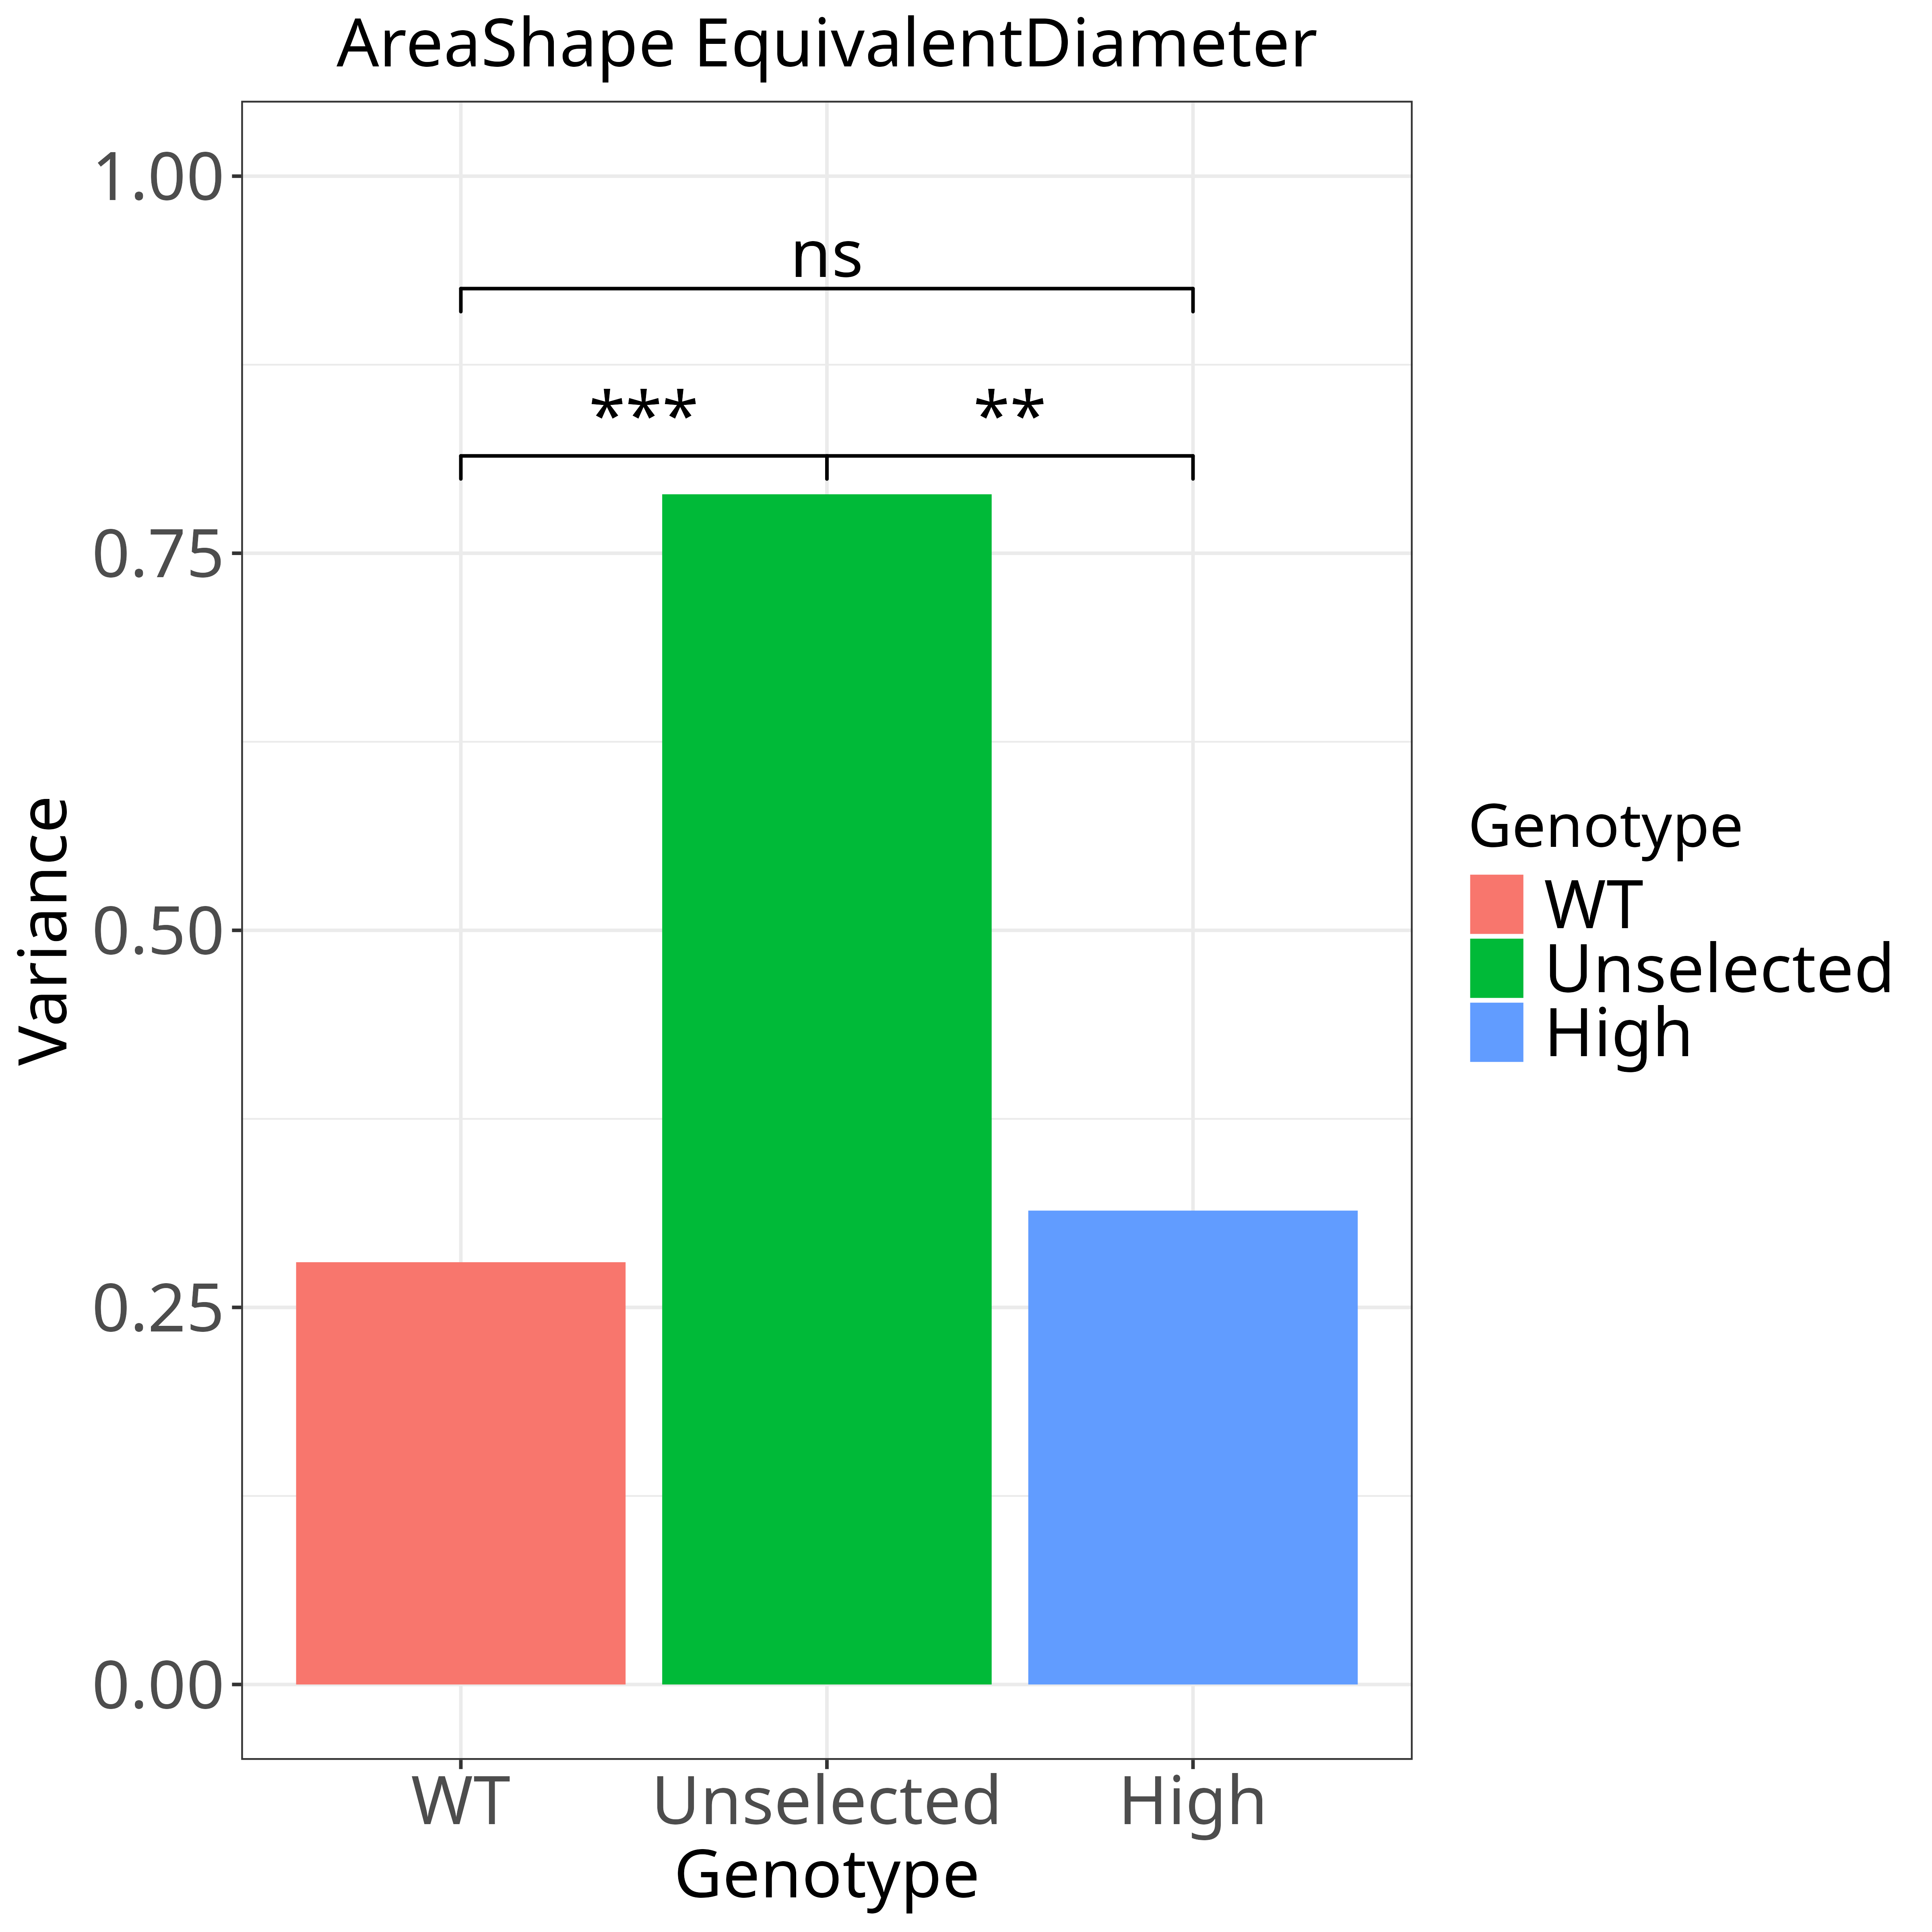 AreaShape EquivalentDiameter
1.00
0.75
0.50
0.25
0.00
Variance
ns
***
**
WT
Unselected
High
Genotype
Genotype
WT
Unselected
High